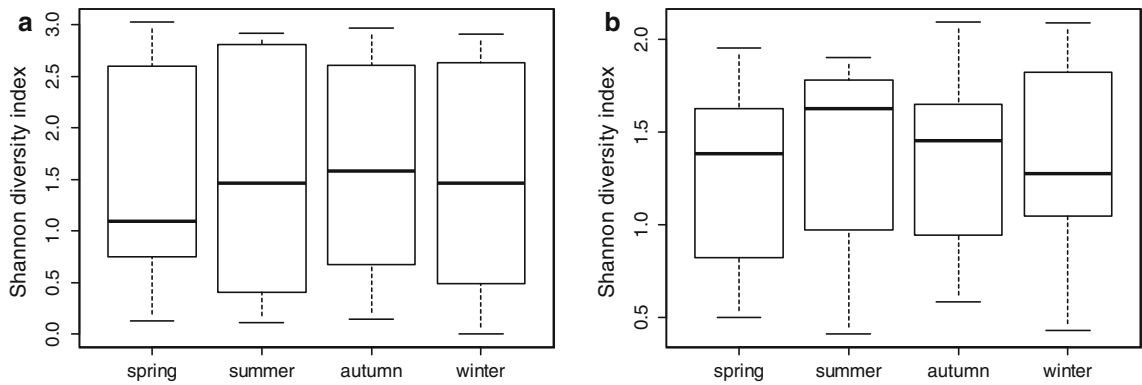 a
Shannon diversity index
3.0
2.5
2.0
1.5
1.0
0.5
0.0
spring summer autumn winter
b
Shannon diversity index
2.0
1.5
1.0
0.5
spring summer autumn winter